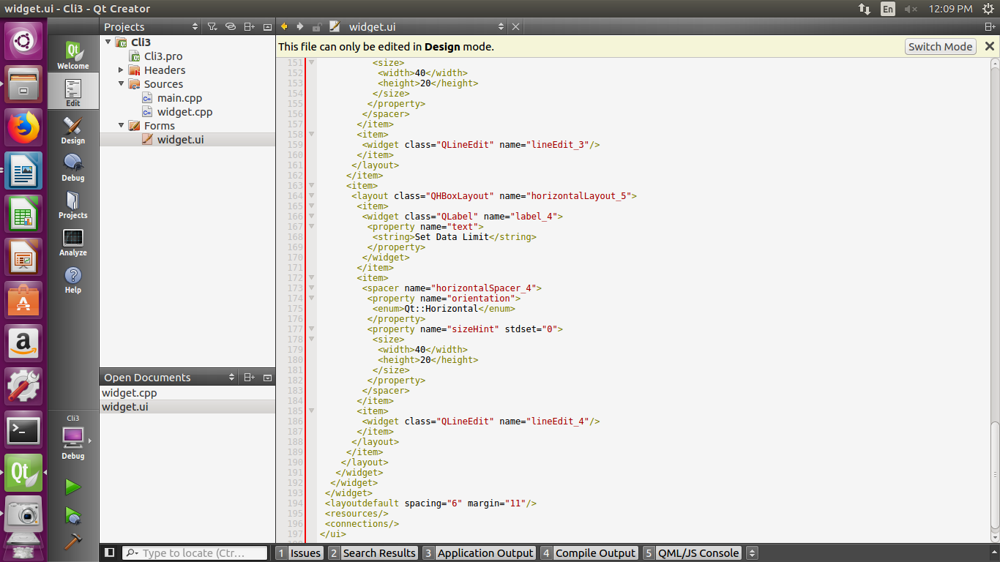 widget.ui - Cli3 - Qt Creator
En
12:09 PM
Projects
widget.ui
Welcome
Edit
Design
Debug
Projects
Analyze
Help
Cli3
Debug
Cli3
Cli3.pro
Headers
Sources
main.cpp
widget.cpp
Forms
widget.ui
Open Documents
widget.cpp
widget.ui
This file can only be edited in Design mode.
Switch Mode
151 <size>
152 <width>40</width>
153 <height>20</height>
154 </size>
155 </property>
156 </spacer>
157 </item>
158 <item>
159 <widget class="QLineEdit" name="lineEdit_3"/>
160 </item>
161 </layout>
162 </item>
163 <item>
164 <layout class="QHBoxLayout" name="horizontalLayout_5">
165 <item>
166 <widget class="QLabel" name="label_4">
167 <property name="text">
168 <string>Set Data Limit</string>
169 </property>
170 </widget>
171 </item>
172 <item>
173 <spacer name="horizontalSpacer_4">
174 <property name="orientation">
175 <enum>Qt::Horizontal</enum>
176 </property>
177 <property name="sizeHint" stdset="0">
178 <size>
179 <width>40</width>
180 <height>20</height>
181 </size>
182 </property>
183 </spacer>
184 </item>
185 <item>
186 <widget class="QLineEdit" name="lineEdit_4"/>
187 </item>
188 </layout>
189 </item>
190 </layout>
191 </widget>
192 </widget>
193 </widget>
194 <layoutdefault spacing="6" margin="11"/>
195 <resources/>
196 <connections/>
197 </ui>
Type to locate (Ctr...
1 Issues
2 Search Results
3 Application Output
4 Compile Output
5 QML/JS Console